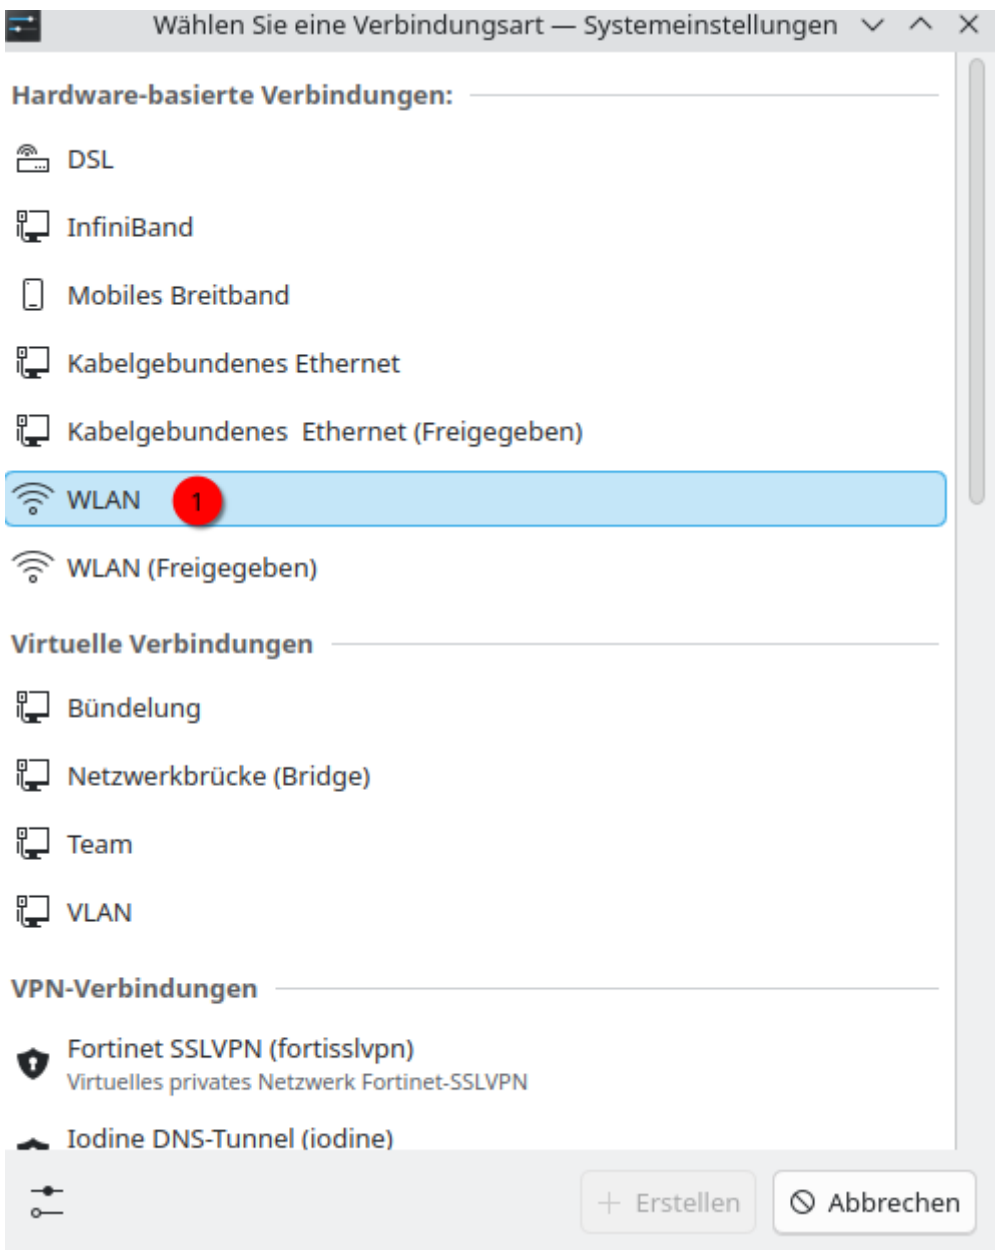 Wählen Sie eine Verbindungsart — Systemeinstellungen
Hardware-basierte Verbindungen:
DSL
InfiniBand
Mobiles Breitband
Kabelgebundenes Ethernet
Kabelgebundenes  Ethernet (Freigegeben)
WLAN 1
WLAN (Freigegeben)
Virtuelle Verbindungen
Bündelung
Netzwerkbrücke (Bridge)
Team
VLAN
VPN-Verbindungen
Fortinet SSLVPN (fortisslvpn)
Virtuelles privates Netzwerk Fortinet-SSLVPN
Iodine DNS-Tunnel (iodine)
Erstellen Abbrechen